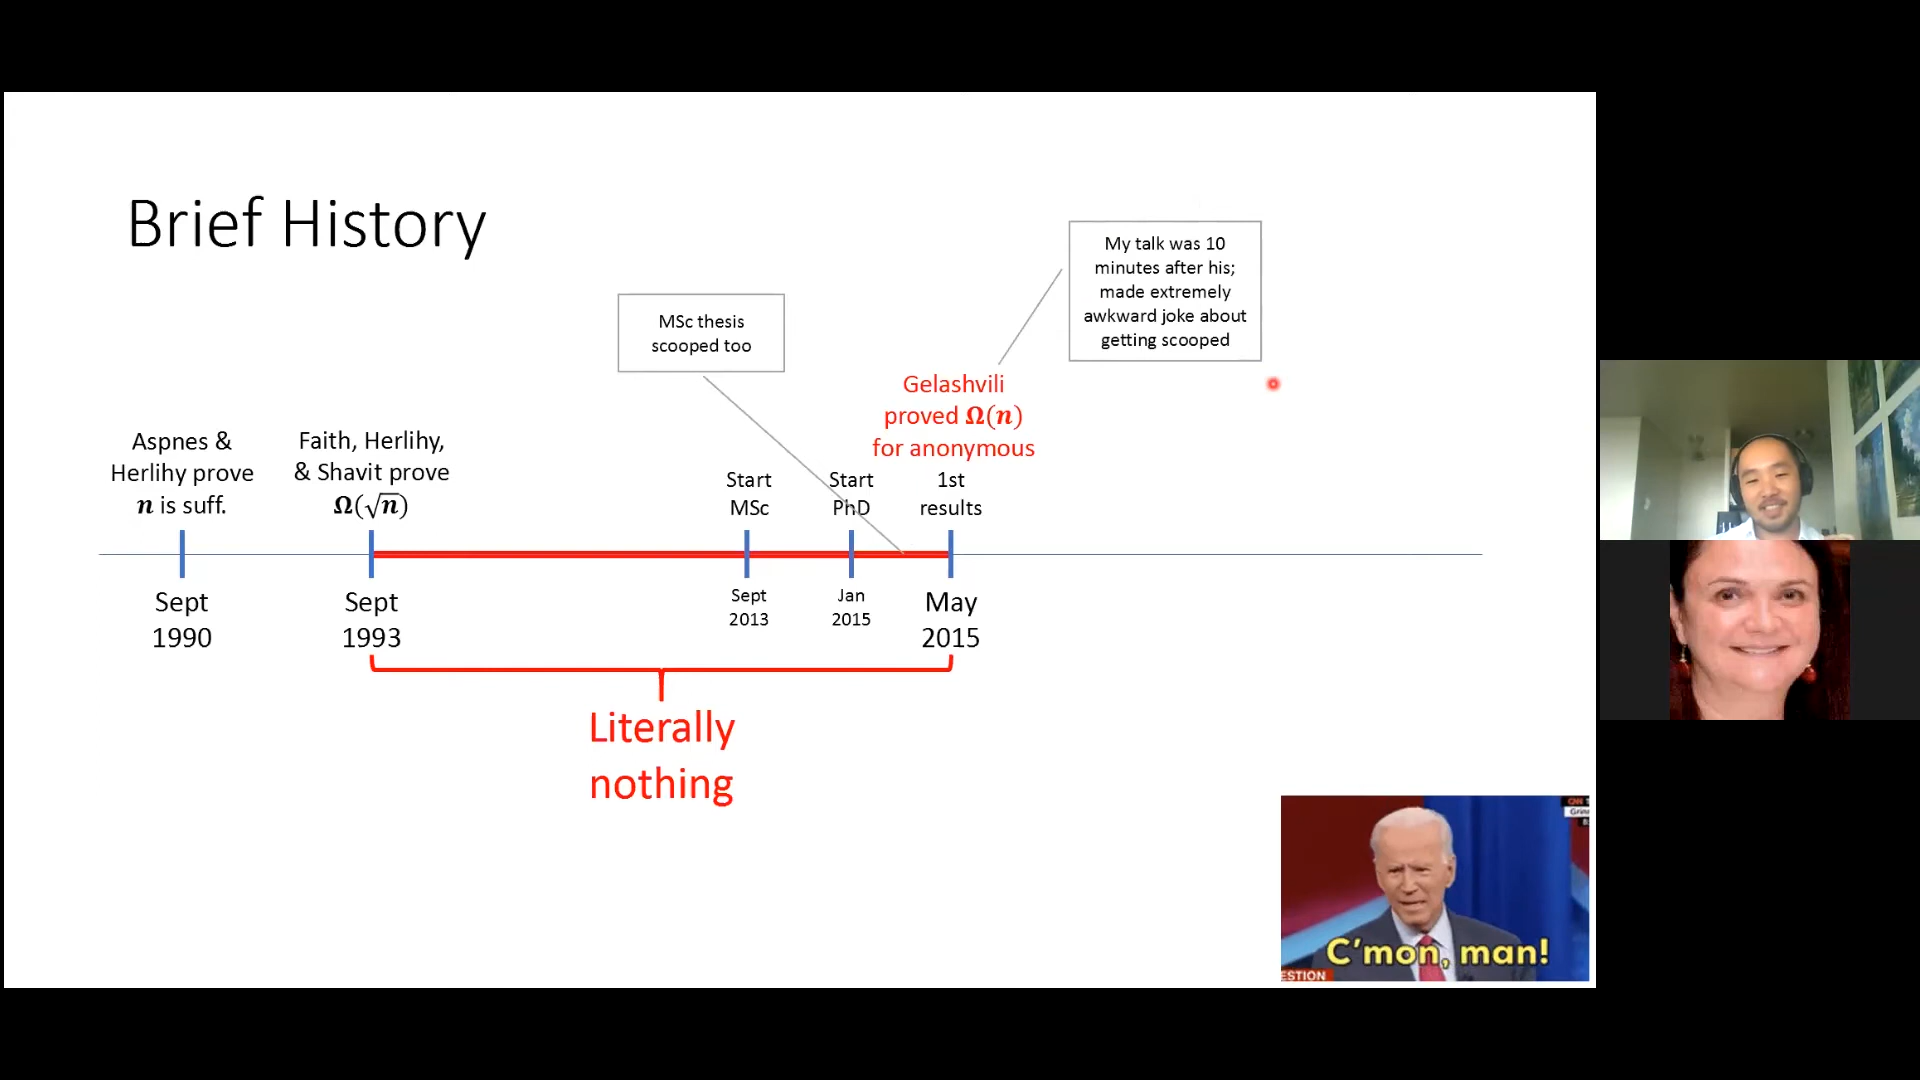 Brief History
My talk was 10
minutes after his;
made extremely
awkward joke about
getting scooped
MSc thesis
scooped too
Gelashvili
proved Ω(n)
for anonymous
Aspnes &
Herlihy prove
n is suff.
Faith, Herlihy,
& Shavit prove
Ω(√n)
Start
MSc
Start
PhD
1st
results
Sept
1990
Sept
1993
Sept
2013
Jan
2015
May
2015
Literally
nothing
CNN
C'mon, man!
ESTION